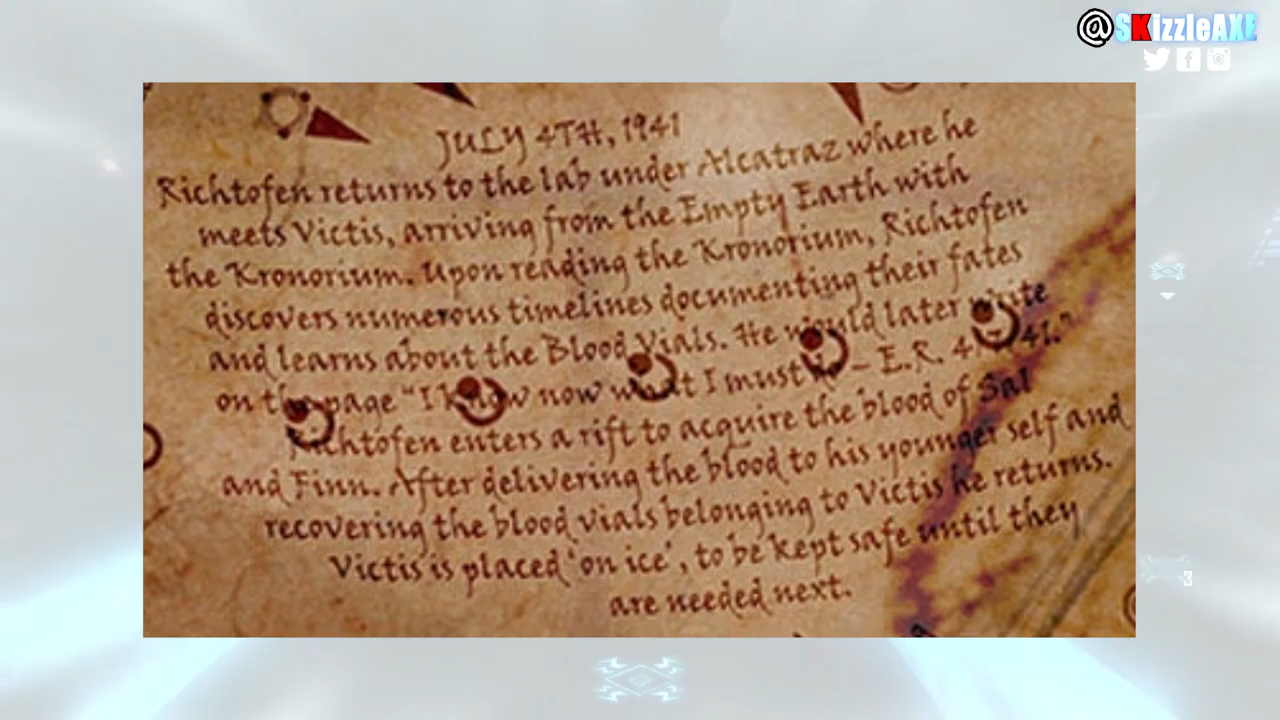 @SKizzleAXE
JULY 4TH, 1941
Richtofen returns to the lab under Alcatraz where he
meets Victis, arriving from the Empty Earth with
the Kronorium. Upon reading the Kronorium, Richtofen
discovers numerous timelines documenting their fates
and learns about the Blood Vials. He would later write
on the page "I know now what I must – E.R. 41."
Richtofen enters a rift to acquire the blood of Sal
and Finn. After delivering the blood to his younger self and
recovering the blood vials belonging to Victis he returns.
Victis is placed 'on ice', to be kept safe until they
are needed next.
3